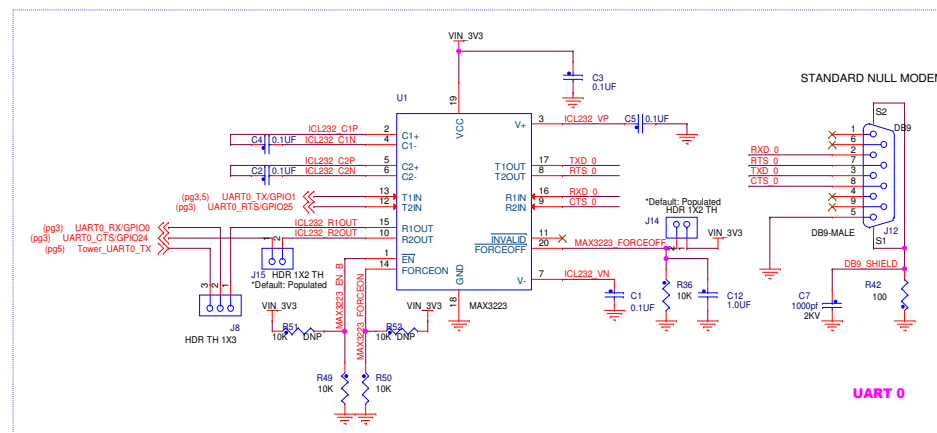 VIN_3V3
C3
0.1UF
STANDARD NULL MODEM
U1
19
VCC
ICL232_C1P
2
C1+
V+
3
ICL232_VP
C5
0.1UF
C4
0.1UF
ICL232_C1N
4
C1-
ICL232_C2P
5
C2+
C2
0.1UF
ICL232_C2N
6
C2-
T1OUT
17
TXD_0
T2OUT
8
RTS_0
(pg3,5)
UART0_TX/GPIO1
13
T1IN
(pg3)
UART0_RTS/GPIO25
12
T2IN
R1IN
16
RXD_0
R2IN
9
CTS_0
(pg3)
UART0_RX/GPIO0
ICL232_R1OUT
15
R1OUT
(pg3)
UART0_CTS/GPIO24
ICL232_R2OUT
10
R2OUT
(pg5)
Tower_UART0_TX
INVALID
11
FORCEOFF
20
MAX3223_FORCEOFF
1
EN
14
FORCEON
GND
18
V-
7
ICL232_VN
MAX3223
*Default: Populated
HDR 1X2 TH
J14
2
1
VIN_3V3
2
1
J15
HDR 1X2 TH
*Default: Populated
3
2
1
J8
HDR TH 1X3
MAX3223_EN_B
MAX3223_FORCEON
VIN_3V3
R51
10K
DNP
VIN_3V3
R52
10K
DNP
R49
10K
R50
10K
C1
0.1UF
R36
10K
C12
1.0UF
S2
DB9
1
6
RXD_0
2
RTS_0
7
TXD_0
3
CTS_0
8
4
9
5
J12
S1
DB9-MALE
DB9_SHIELD
C7
1000pf
2KV
R42
100
UART 0